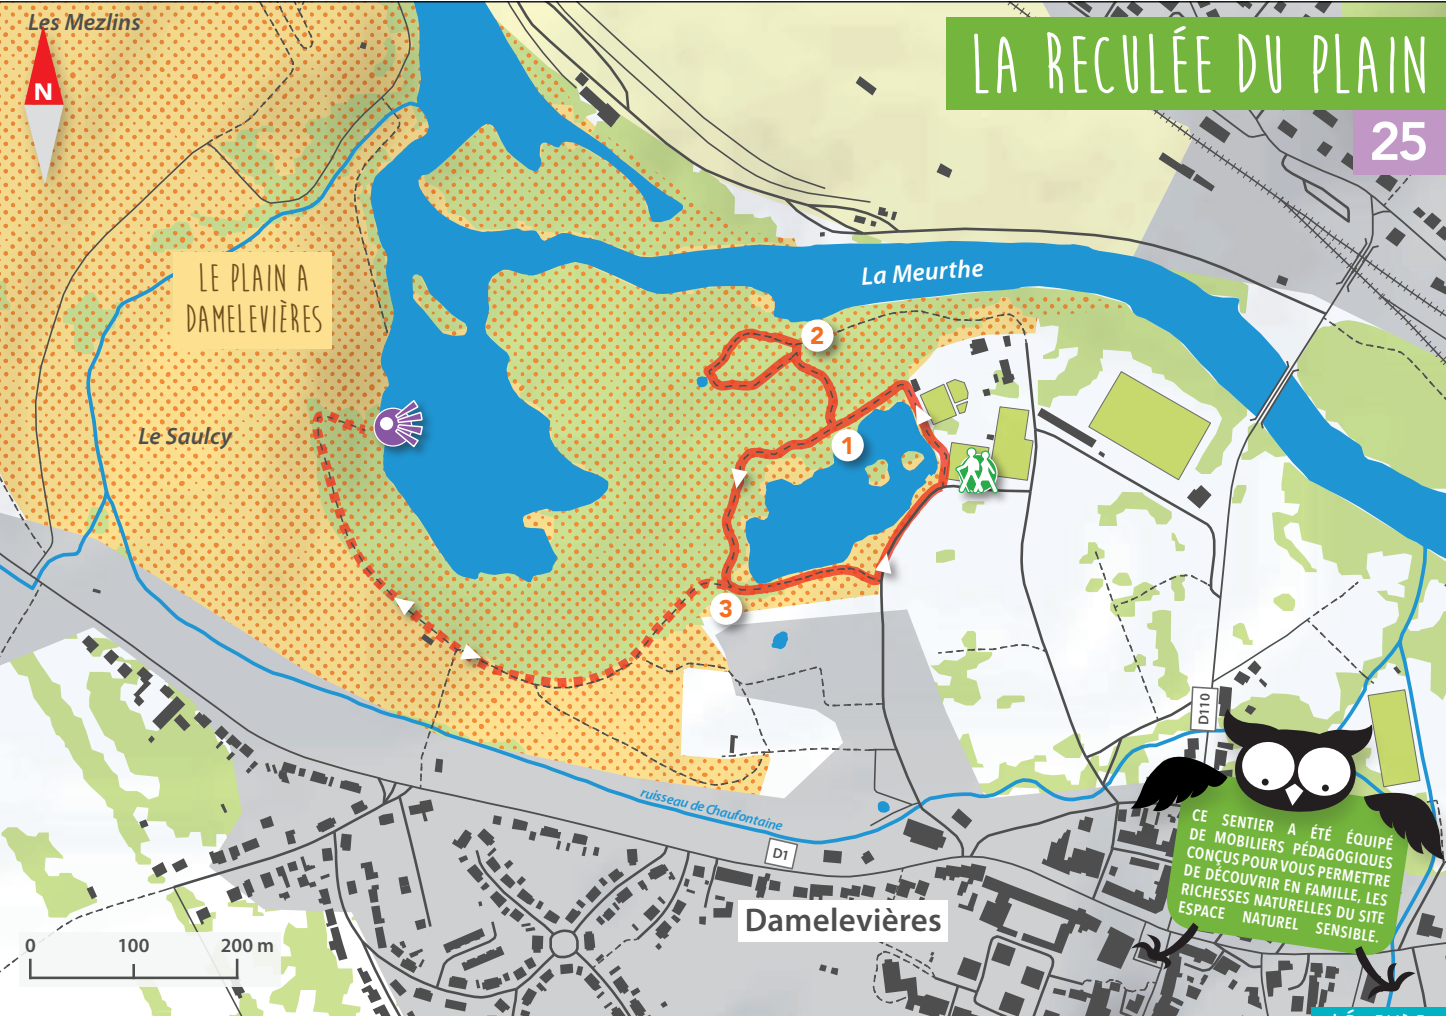 Les Mezlins
N
LA RECULÉE DU PLAIN
25
LE PLAIN A
DAMELEVIÈRES
La Meurthe
2
Le Saulcy
1
3
D110
ruisseau de Chaufontaine
D1
Damelevières
CE SENTIER A ÉTÉ ÉQUIPÉ
DE MOBILIERS PÉDAGOGIQUES
CONÇUS POUR VOUS PERMETTRE
DE DÉCOUVRIR EN FAMILLE, LES
RICHESSES NATURELLES DU SITE
ESPACE NATUREL SENSIBLE.
0 100 200 m